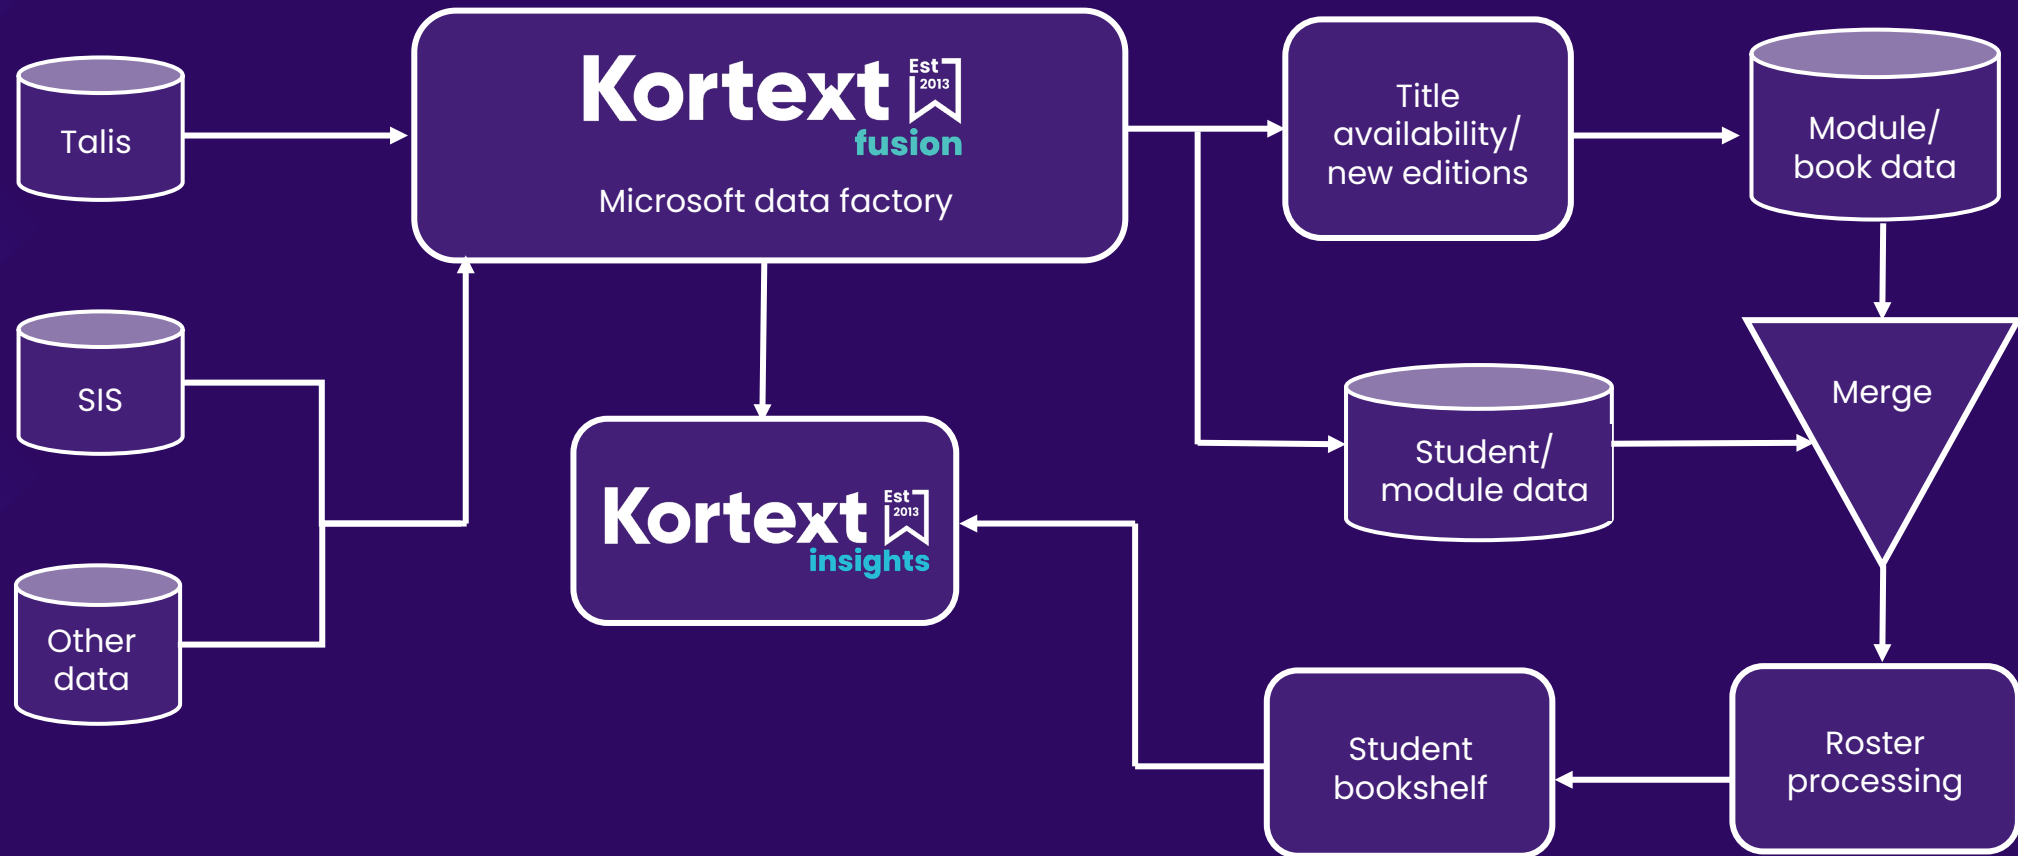 Talis
Kortext
Est
2013
fusion
Microsoft data factory
Title
availability/
new editions
Module/
book data
SIS
Merge
Student/
module data
Kortext
Est
2013
insights
Other
data
Student
bookshelf
Roster
processing